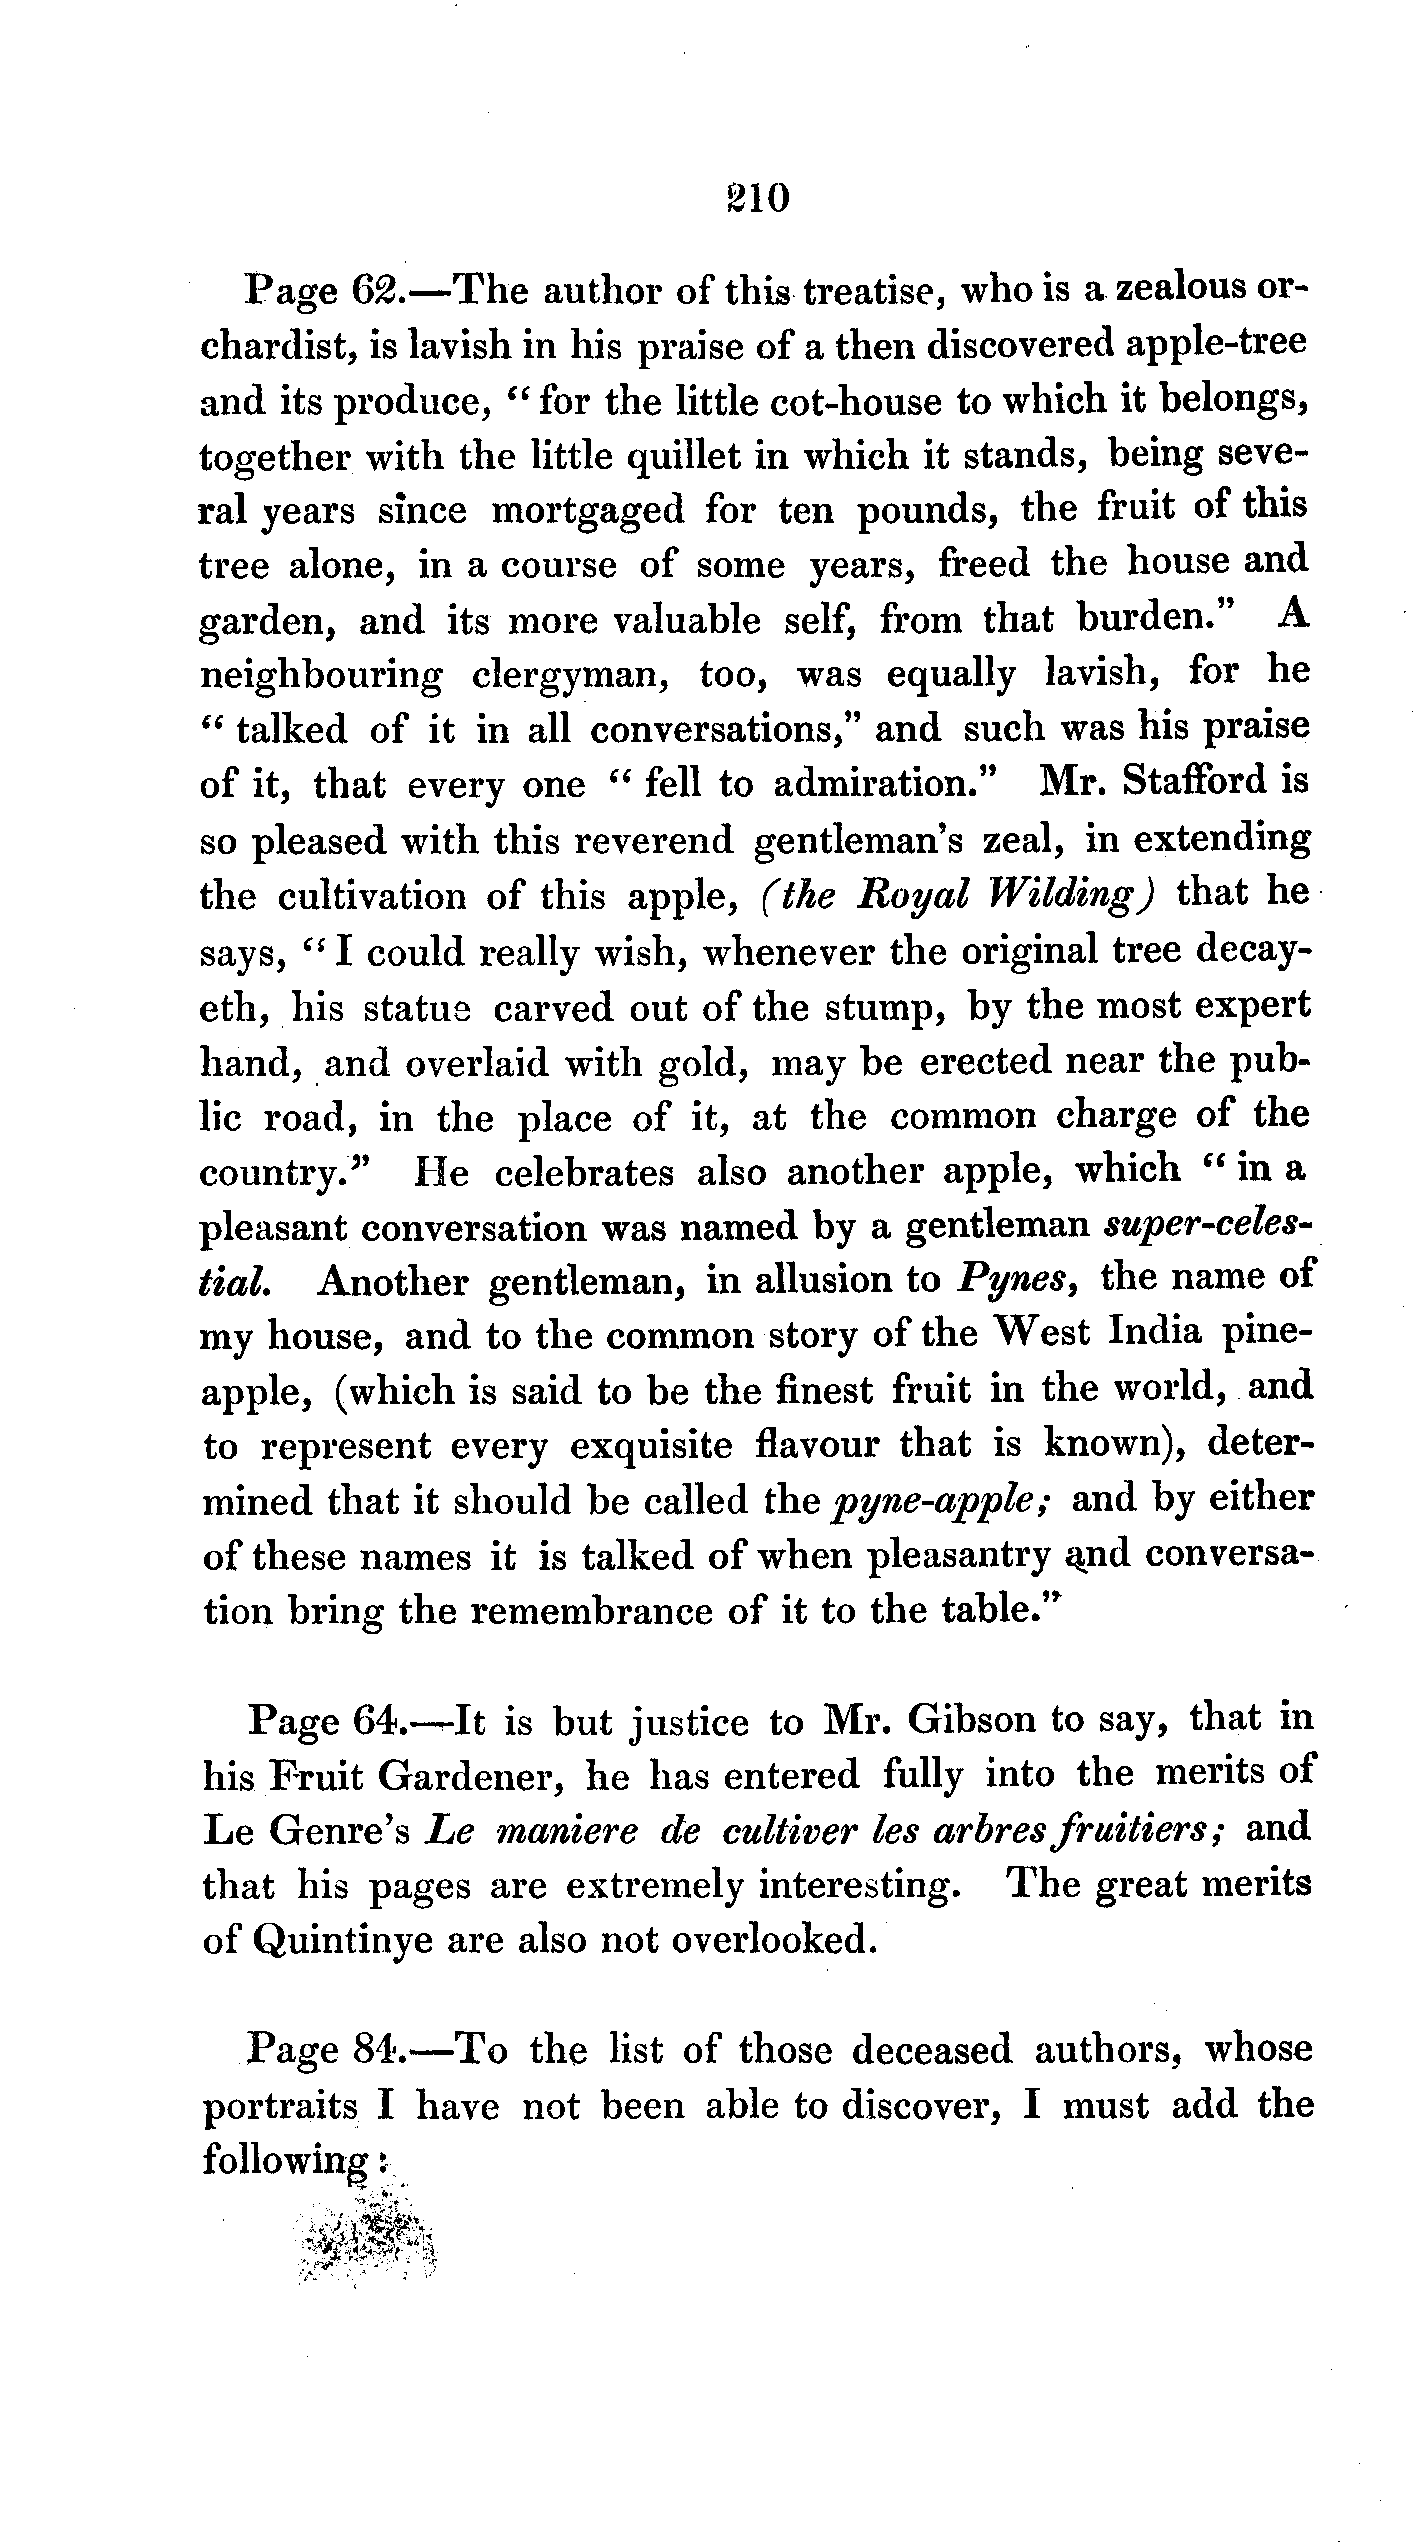 210
Page 62.—The author of this treatise, who is a zealous or-
chardist, is lavish in his praise of a then discovered apple-tree
and its produce, “ for the little cot-house to which it belongs,
together with the little quillet in which it stands, being seve-
ral years since mortgaged for ten pounds, the fruit of this
tree alone, in a course of some years, freed the house and
garden, and its more valuable self, from that burden.” A
neighbouring clergyman, too, was equally lavish, for he
“ talked of it in all conversations,” and such was his praise
of it, that every one “ fell to admiration.” Mr. Stafford is
so pleased with this reverend gentleman’s zeal, in extending
the cultivation of this apple, (the Royal Wilding) that he
says, “ I could really wish, whenever the original tree decay-
eth, his statue carved out of the stump, by the most expert
hand, and overlaid with gold, may be erected near the pub-
lic road, in the place of it, at the common charge of the
country.” He celebrates also another apple, which “ in a
pleasant conversation was named by a gentleman super-celes-
tial. Another gentleman, in allusion to Pynes, the name of
my house, and to the common story of the West India pine-
apple, (which is said to be the finest fruit in the world, and
to represent every exquisite flavour that is known), deter-
mined that it should be called the pyne-apple; and by either
of these names it is talked of when pleasantry and conversa-
tion bring the remembrance of it to the table.”
Page 64.—It is but justice to Mr. Gibson to say, that in
his Fruit Gardener, he has entered fully into the merits of
Le Genre’s Le maniere de cultiver les arbres fruitiers; and
that his pages are extremely interesting. The great merits
of Quintinye are also not overlooked.
Page 84.—To the list of those deceased authors, whose
portraits I have not been able to discover, I must add the
following: